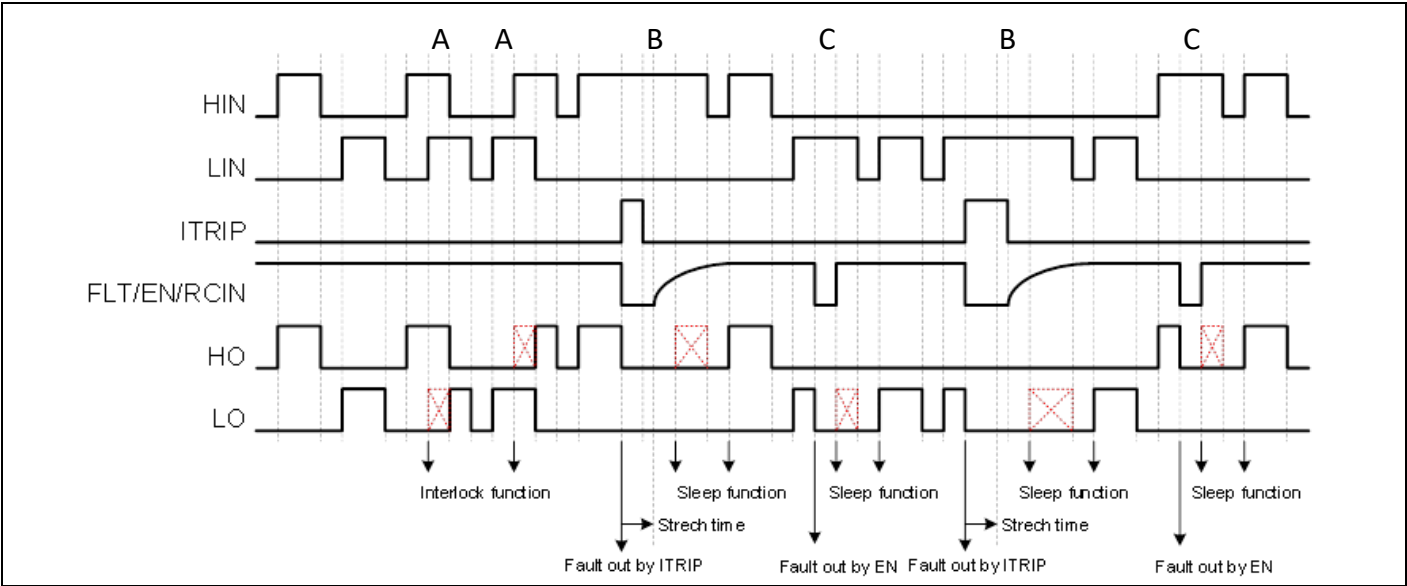 A A B C B C
HIN
LIN
ITRIP
FLT/EN/RCIN
HO
LO
Interlock function Sleep function Sleep function Sleep function Sleep function
Strech time Strech time
Fault out by ITRIP Fault out by EN Fault out by ITRIP Fault out by EN